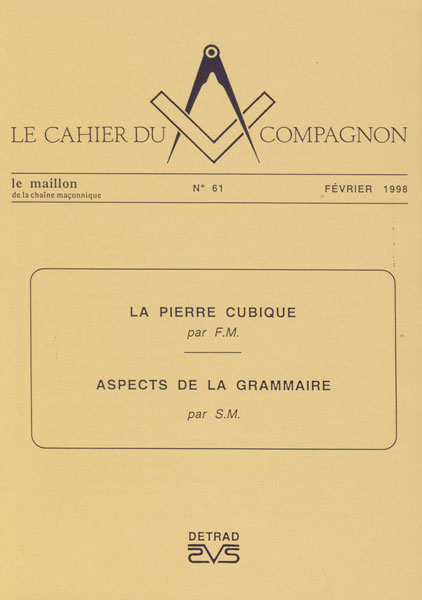 LE CAHIER DU COMPAGNON
le maillon N° 61 FÉVRIER 1998
de la chaîne maçonnique
LA PIERRE CUBIQUE
par F.M.
ASPECTS DE LA GRAMMAIRE
par S.M.
DETRAD